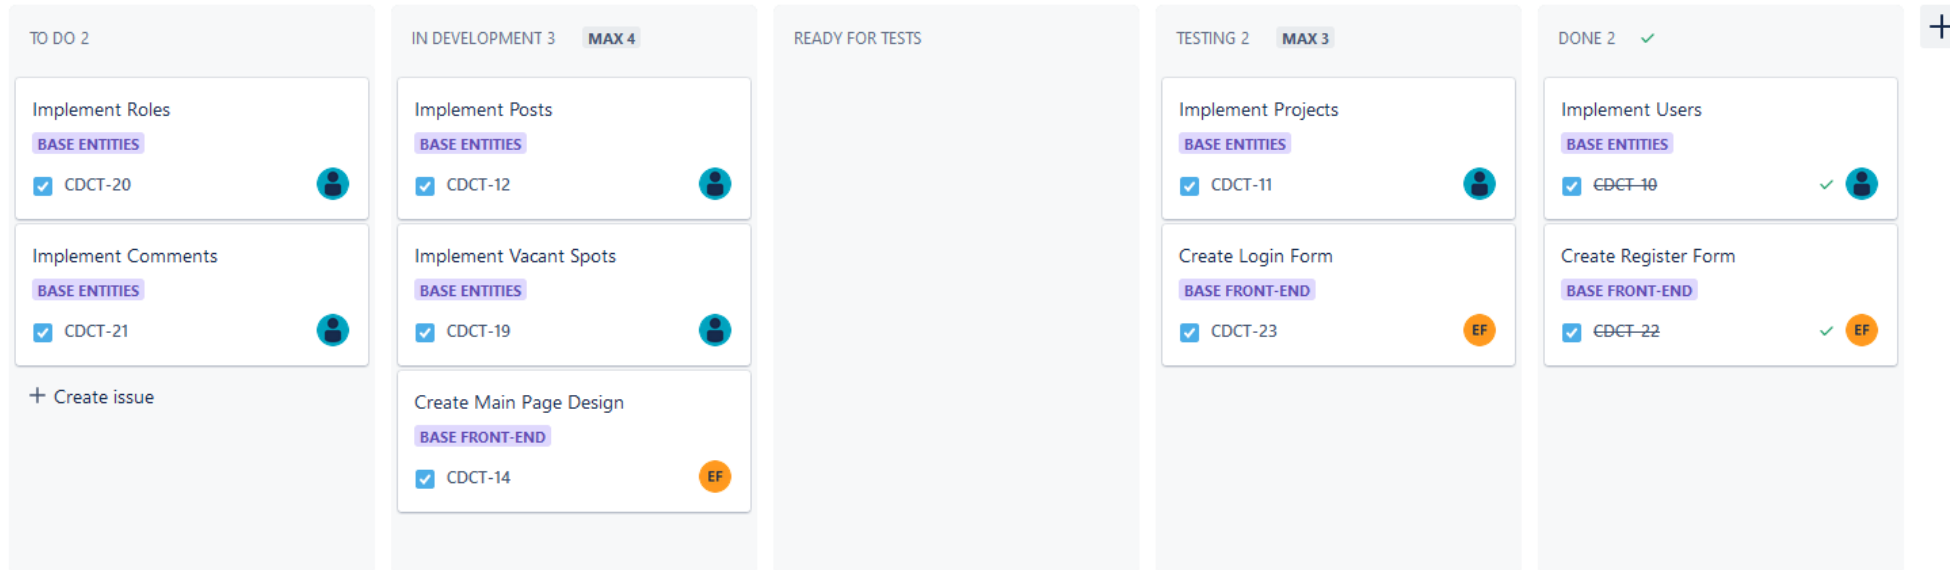 TO DO 2
Implement Roles
BASE ENTITIES
CDCT-20
Implement Comments
BASE ENTITIES
CDCT-21
+ Create issue
IN DEVELOPMENT 3 MAX 4
Implement Posts
BASE ENTITIES
CDCT-12
Implement Vacant Spots
BASE ENTITIES
CDCT-19
Create Main Page Design
BASE FRONT-END
CDCT-14 EF
READY FOR TESTS
TESTING 2 MAX 3
Implement Projects
BASE ENTITIES
CDCT-11
Create Login Form
BASE FRONT-END
CDCT-23 EF
DONE 2
Implement Users
BASE ENTITIES
CDCT-10
Create Register Form
BASE FRONT-END
CDCT-22 EF